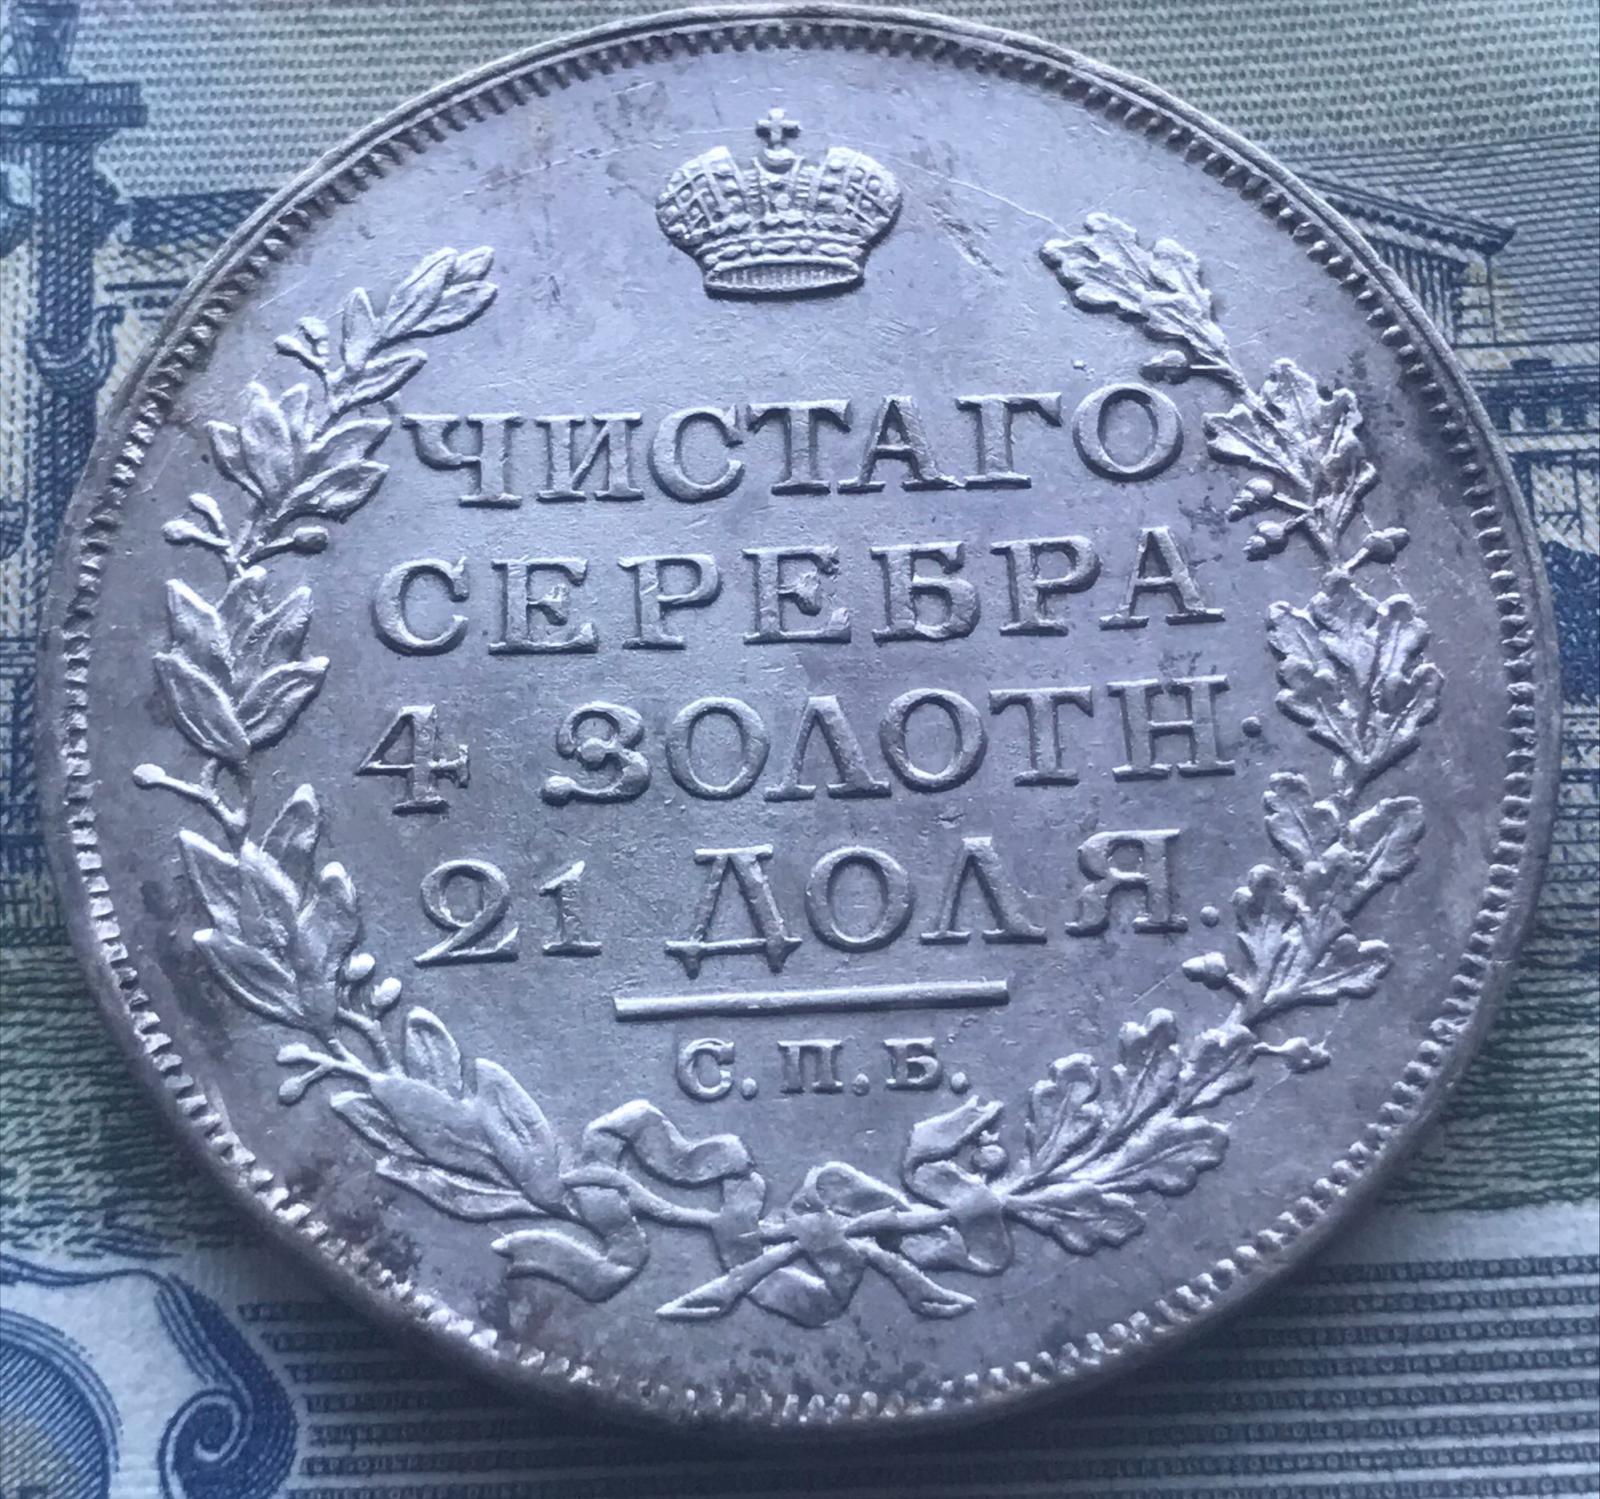 ЧИСТАГО
СЕРЕБРА
4 ЗОЛОТН.
21 ДОЛЯ.
С.П.Б.